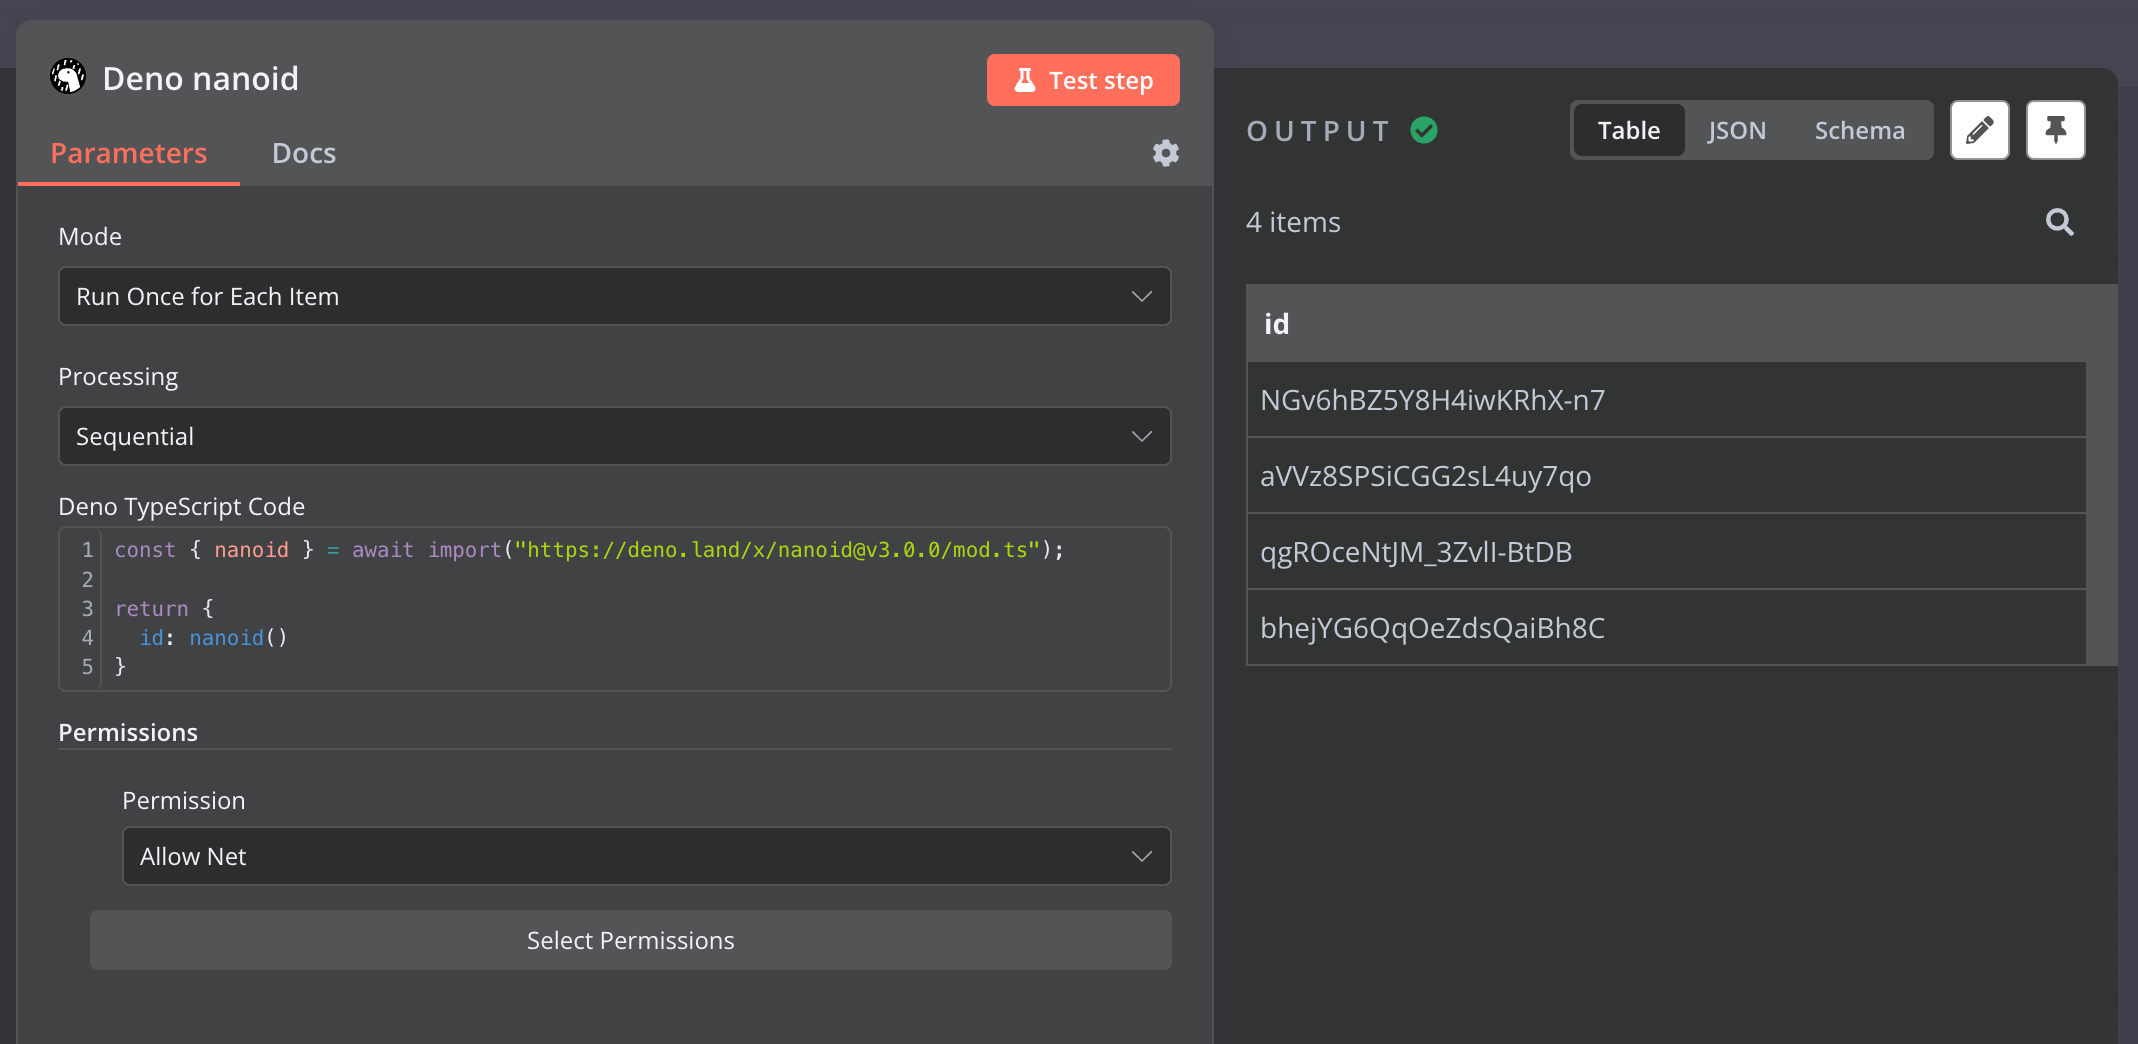 Deno nanoid
Test step
Parameters
Docs
Mode
Run Once for Each Item
Processing
Sequential
Deno TypeScript Code
1 const { nanoid } = await import("https://deno.land/x/nanoid@v3.0.0/mod.ts");
2
3 return {
4   id: nanoid()
5 }
Permissions
Permission
Allow Net
Select Permissions
OUTPUT
Table
JSON
Schema
4 items
id
NGv6hBZ5Y8H4iwKRhX-n7
aVVz8SPSiCGG2sL4uy7qo
qgROceNtJM_3ZvlI-BtDB
bhejYG6QqOeZdsQaiBh8C